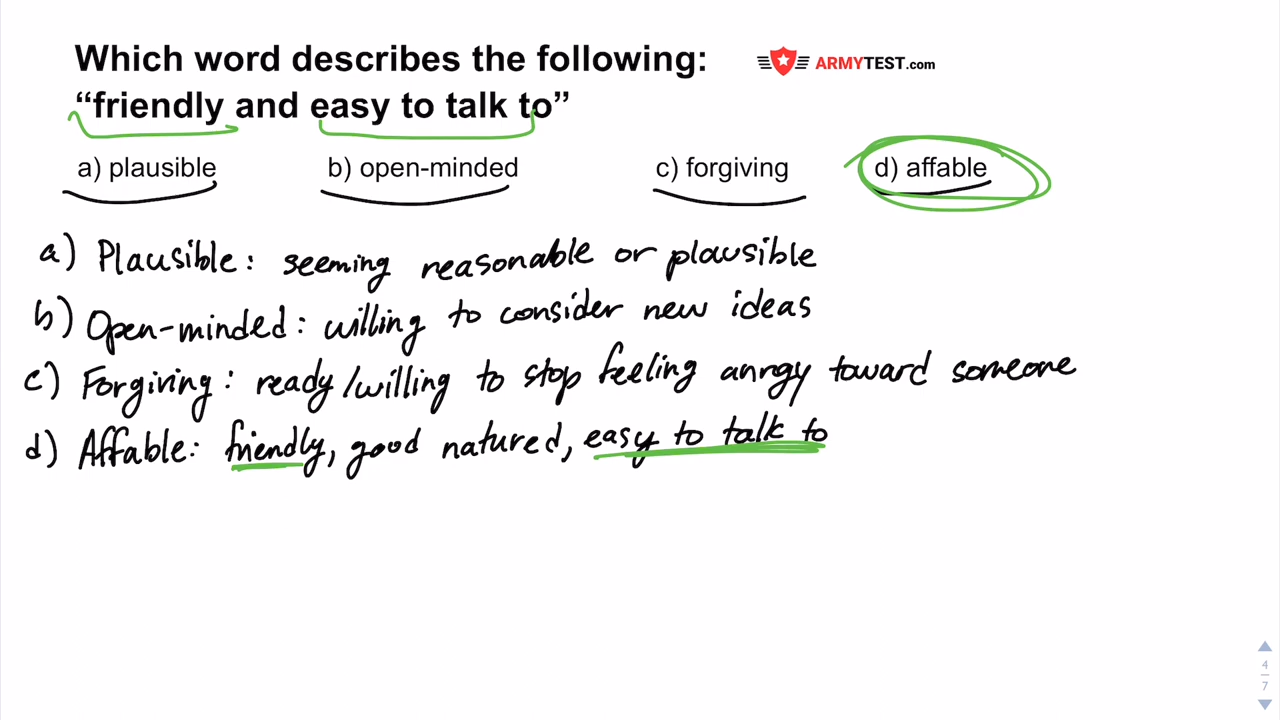 Which word describes the following:
ARMYTEST.com
“friendly and easy to talk to”
a) plausible b) open-minded c) forgiving d) affable
a) Plausible: seeming reasonable or plausible
b) Open-minded: willing to consider new ideas
c) Forgiving: ready/willing to stop feeling anrgy toward someone
d) Affable: friendly, good natured, easy to talk to
4
7